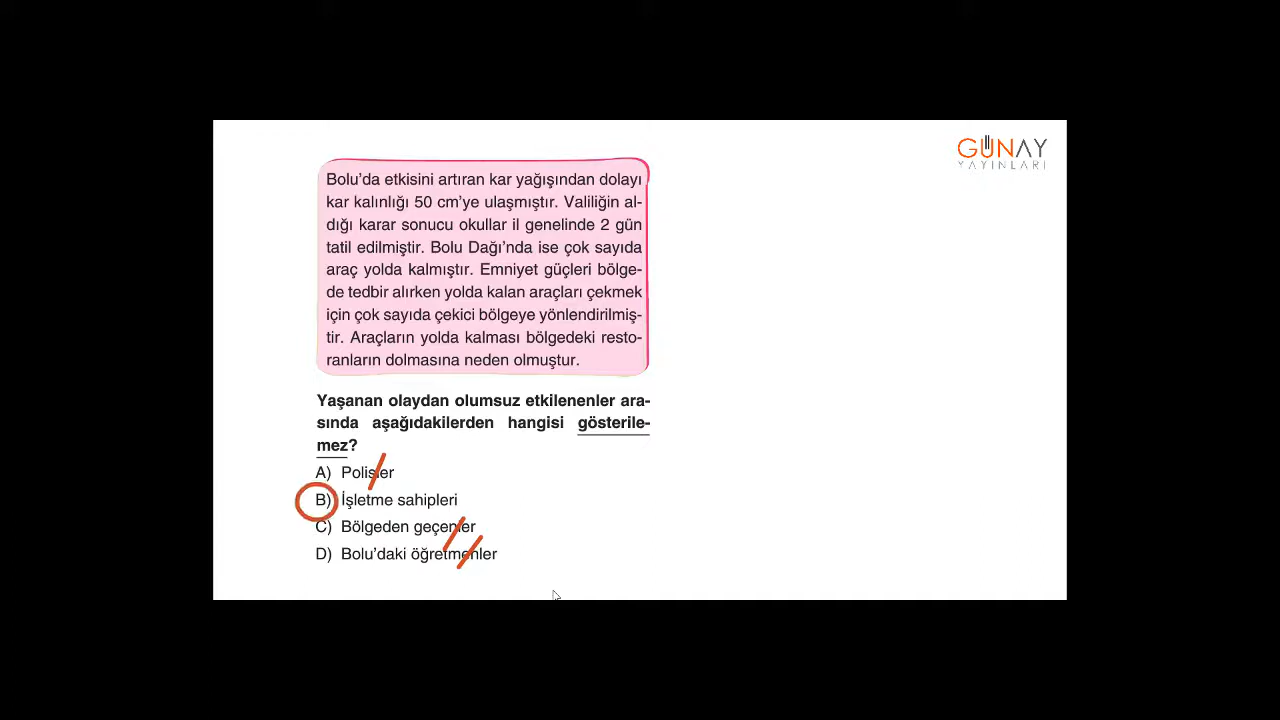 GÜNAY
YAYINLARI
Bolu'da etkisini artıran kar yağışından dolayı
kar kalınlığı 50 cm'ye ulaşmıştır. Valiliğin al-
dığı karar sonucu okullar il genelinde 2 gün
tatil edilmiştir. Bolu Dağı'nda ise çok sayıda
araç yolda kalmıştır. Emniyet güçleri bölge-
de tedbir alırken yolda kalan araçları çekmek
için çok sayıda çekici bölgeye yönlendirilmiş-
tir. Araçların yolda kalması bölgedeki resto-
ranların dolmasına neden olmuştur.
Yaşanan olaydan olumsuz etkilenenler ara-
sında aşağıdakilerden hangisi gösterile-
mez?
A) Polisler
B) İşletme sahipleri
C) Bölgeden geçenler
D) Bolu'daki öğretmenler